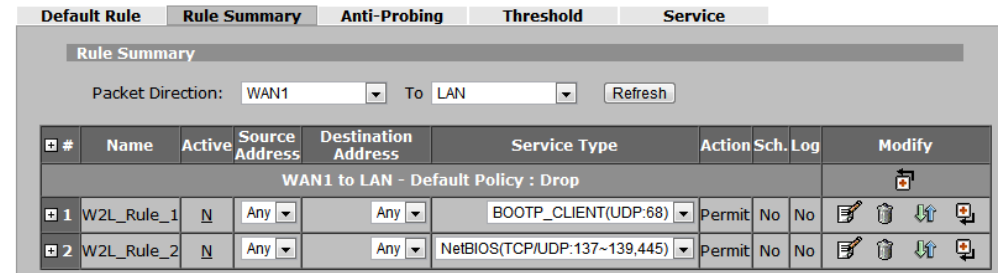 Default Rule Rule Summary Anti-Probing Threshold Service
Rule Summary
Packet Direction: WAN1 To LAN Refresh
# Name Active Source Address Destination Address Service Type Action Sch. Log Modify
WAN1 to LAN - Default Policy : Drop
1 W2L_Rule_1 N Any Any BOOTP_CLIENT(UDP:68) Permit No No
2 W2L_Rule_2 N Any Any NetBIOS(TCP/UDP:137~139,445) Permit No No